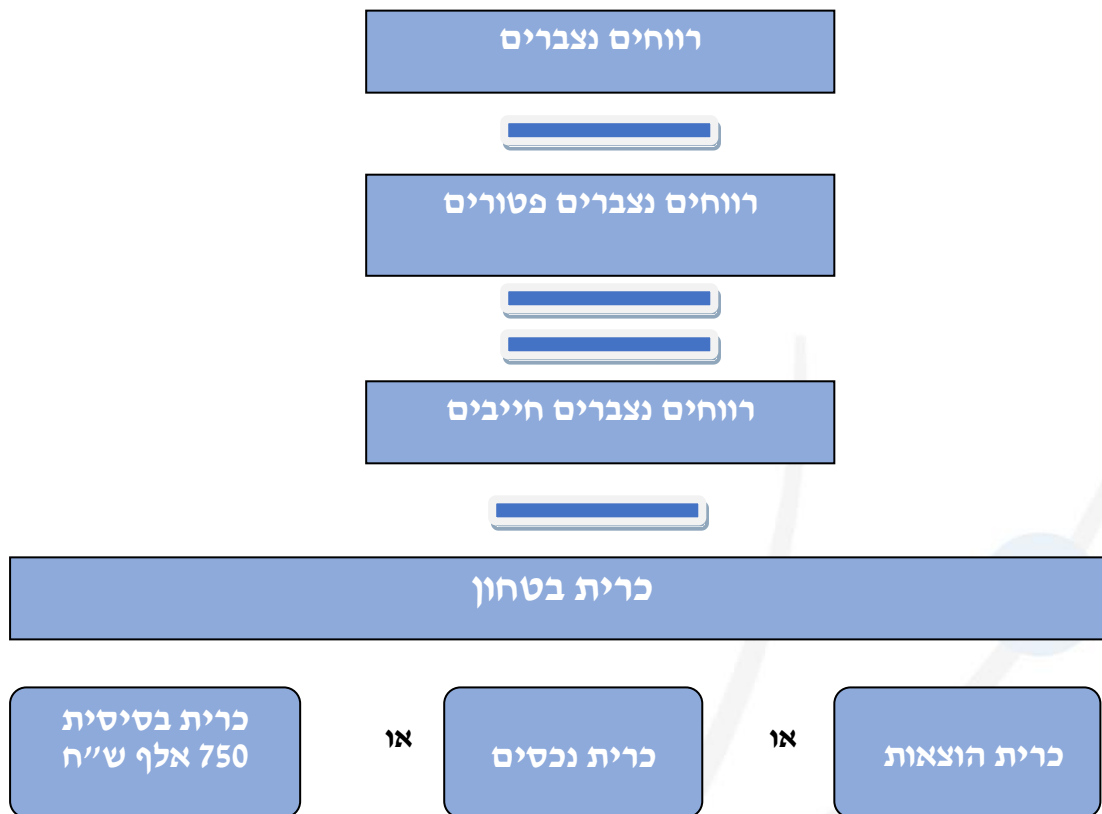 רווחים נצברים
רווחים נצברים פטורים
רווחים נצברים חייבים
כרית בטחון
כרית הוצאות
או
כרית נכסים
או
כרית בסיסית
750 אלף ש״ח